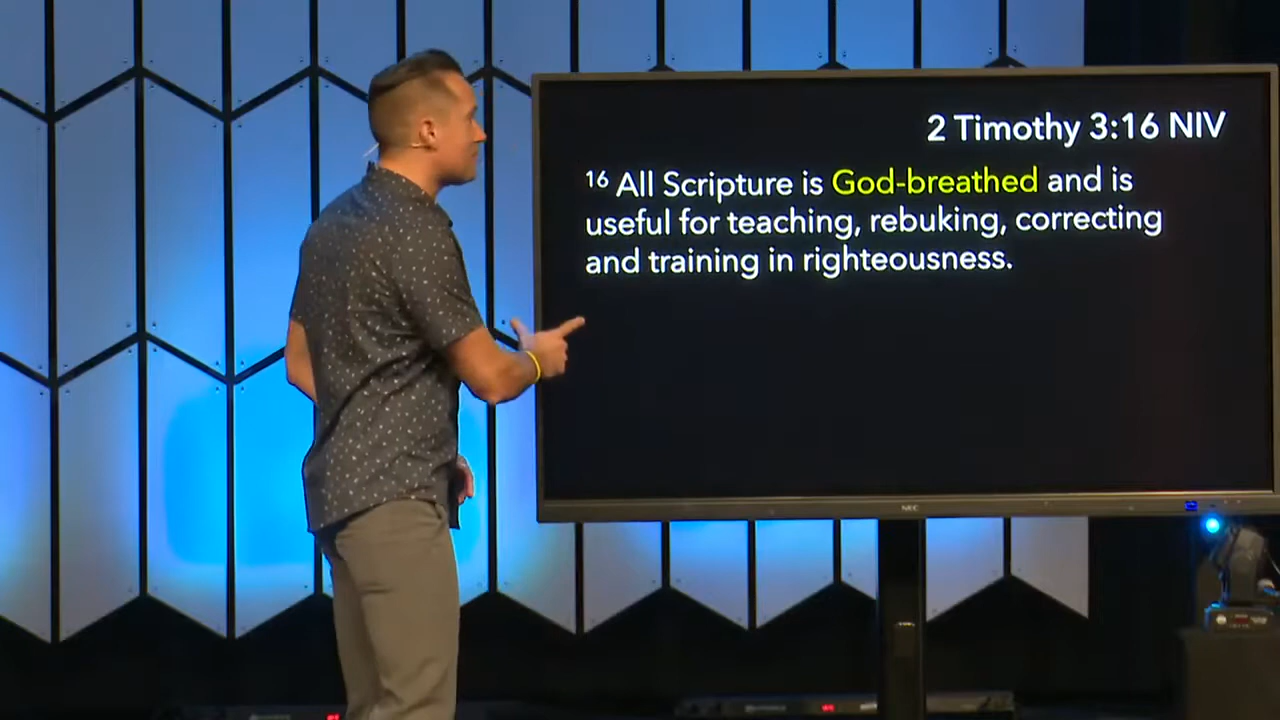 2 Timothy 3:16 NIV
16 All Scripture is God-breathed and is
useful for teaching, rebuking, correcting
and training in righteousness.
NEC